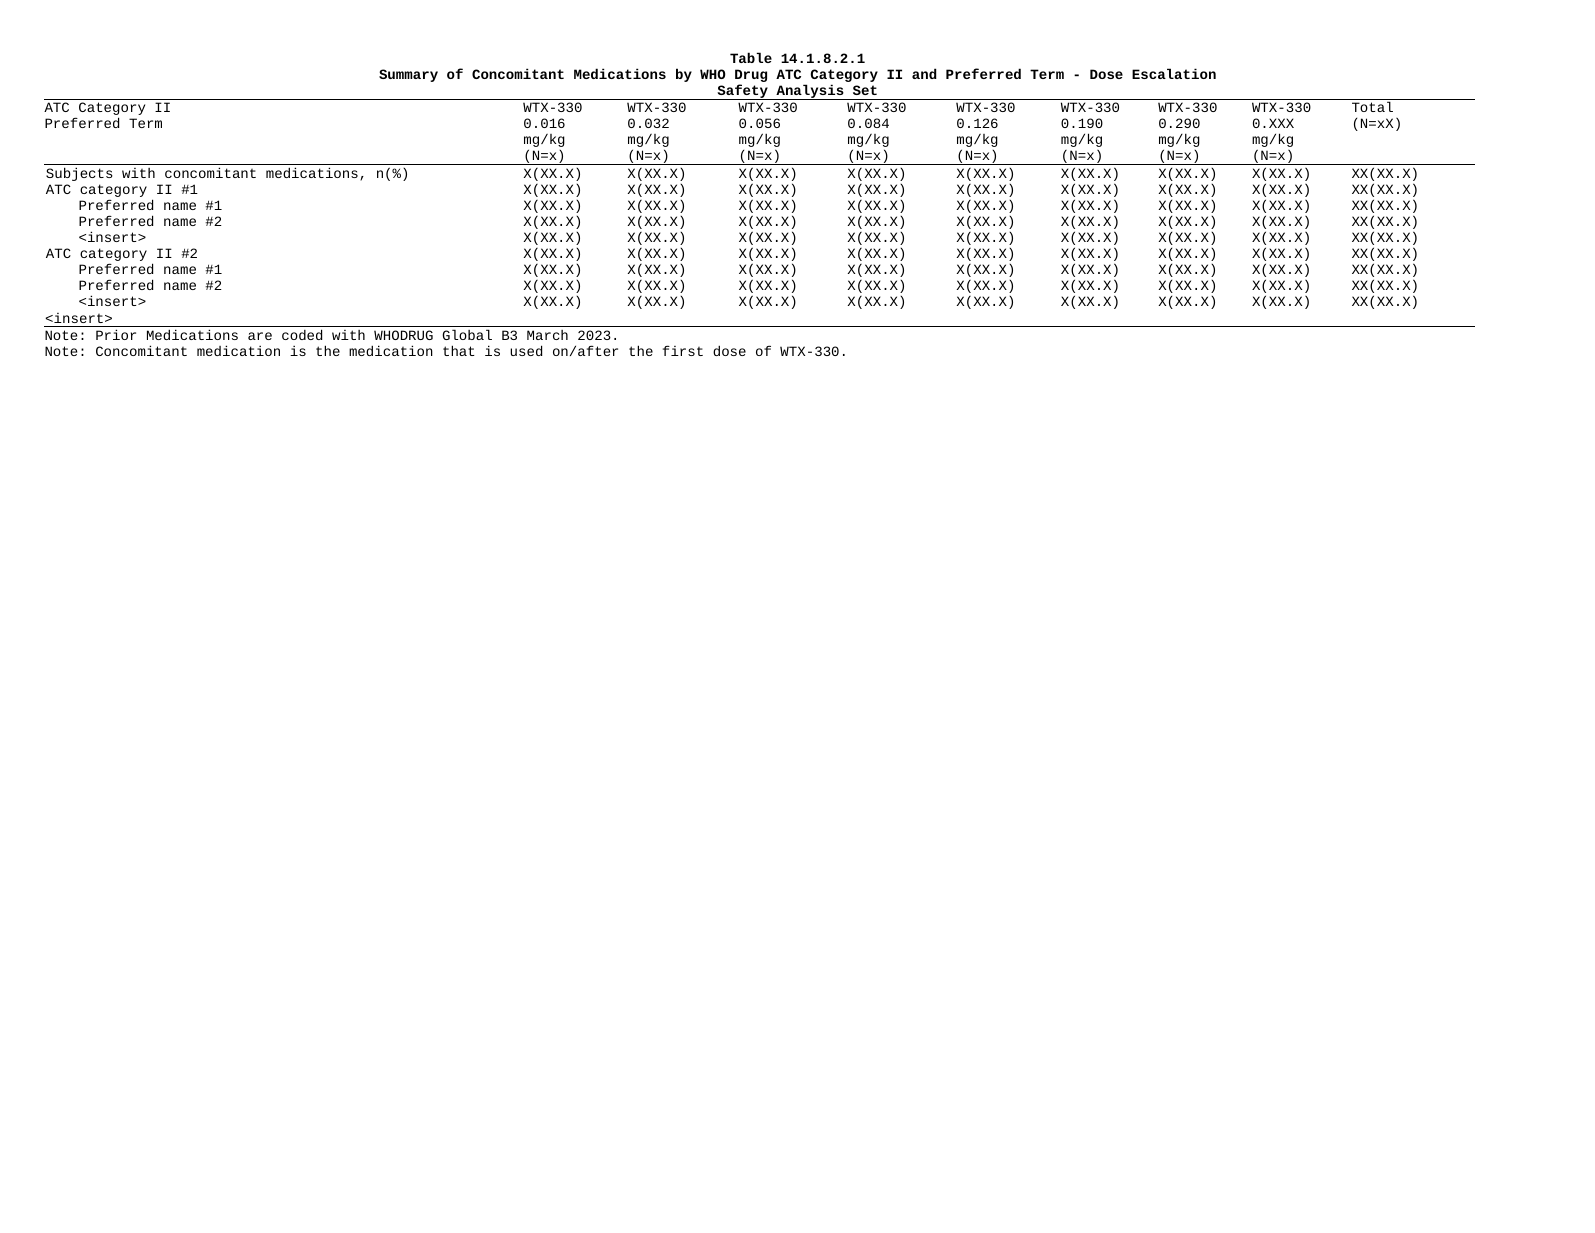 Table 14.1.8.2.1
Summary of Concomitant Medications by WHO Drug ATC Category II and Preferred Term - Dose Escalation
Safety Analysis Set
ATC Category II WTX-330 WTX-330 WTX-330 WTX-330 WTX-330 WTX-330 WTX-330 WTX-330 Total
Preferred Term 0.016 0.032 0.056 0.084 0.126 0.190 0.290 0.XXX (N=xX)
mg/kg mg/kg mg/kg mg/kg mg/kg mg/kg mg/kg mg/kg
(N=x) (N=x) (N=x) (N=x) (N=x) (N=x) (N=x) (N=x)
Subjects with concomitant medications, n(%) X(XX.X) X(XX.X) X(XX.X) X(XX.X) X(XX.X) X(XX.X) X(XX.X) X(XX.X) XX(XX.X)
ATC category II #1 X(XX.X) X(XX.X) X(XX.X) X(XX.X) X(XX.X) X(XX.X) X(XX.X) X(XX.X) XX(XX.X)
Preferred name #1 X(XX.X) X(XX.X) X(XX.X) X(XX.X) X(XX.X) X(XX.X) X(XX.X) X(XX.X) XX(XX.X)
Preferred name #2 X(XX.X) X(XX.X) X(XX.X) X(XX.X) X(XX.X) X(XX.X) X(XX.X) X(XX.X) XX(XX.X)
<insert> X(XX.X) X(XX.X) X(XX.X) X(XX.X) X(XX.X) X(XX.X) X(XX.X) X(XX.X) XX(XX.X)
ATC category II #2 X(XX.X) X(XX.X) X(XX.X) X(XX.X) X(XX.X) X(XX.X) X(XX.X) X(XX.X) XX(XX.X)
Preferred name #1 X(XX.X) X(XX.X) X(XX.X) X(XX.X) X(XX.X) X(XX.X) X(XX.X) X(XX.X) XX(XX.X)
Preferred name #2 X(XX.X) X(XX.X) X(XX.X) X(XX.X) X(XX.X) X(XX.X) X(XX.X) X(XX.X) XX(XX.X)
<insert> X(XX.X) X(XX.X) X(XX.X) X(XX.X) X(XX.X) X(XX.X) X(XX.X) X(XX.X) XX(XX.X)
<insert>
Note: Prior Medications are coded with WHODRUG Global B3 March 2023.
Note: Concomitant medication is the medication that is used on/after the first dose of WTX-330.